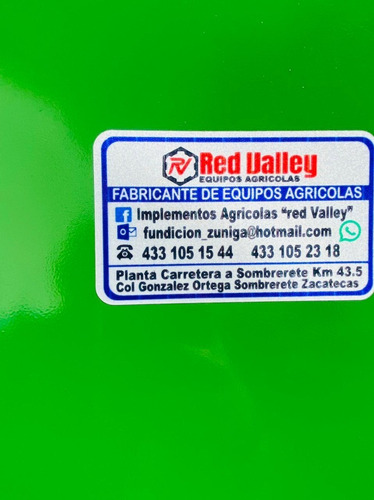 RV Red Valley
EQUIPOS AGRICOLAS
FABRICANTE DE EQUIPOS AGRICOLAS
f Implementos Agricolas "red Valley"
fundicion_zuniga@hotmail.com
433 105 15 44 433 105 23 18
Planta Carretera a Sombrerete Km 43.5
Col Gonzalez Ortega Sombrerete Zacatecas